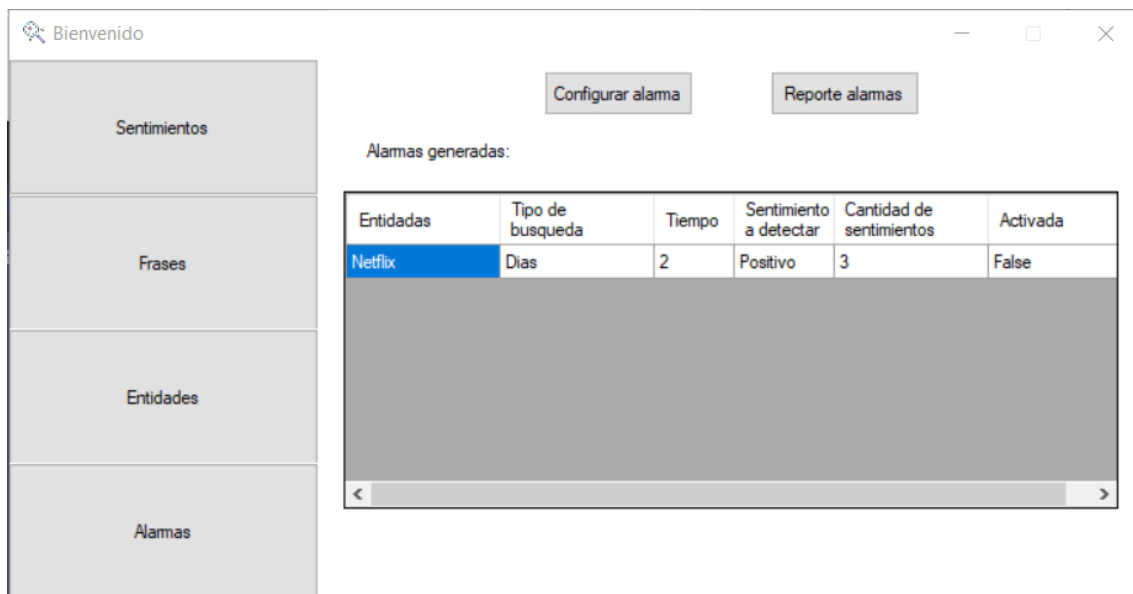 Bienvenido
Sentimientos
Frases
Entidades
Alarmas
Configurar alarma
Reporte alarmas
Alarmas generadas:
Entidadas
Tipo de
busqueda
Tiempo
Sentimiento
a detectar
Cantidad de
sentimientos
Activada
Netflix
Dias
2
Positivo
3
False